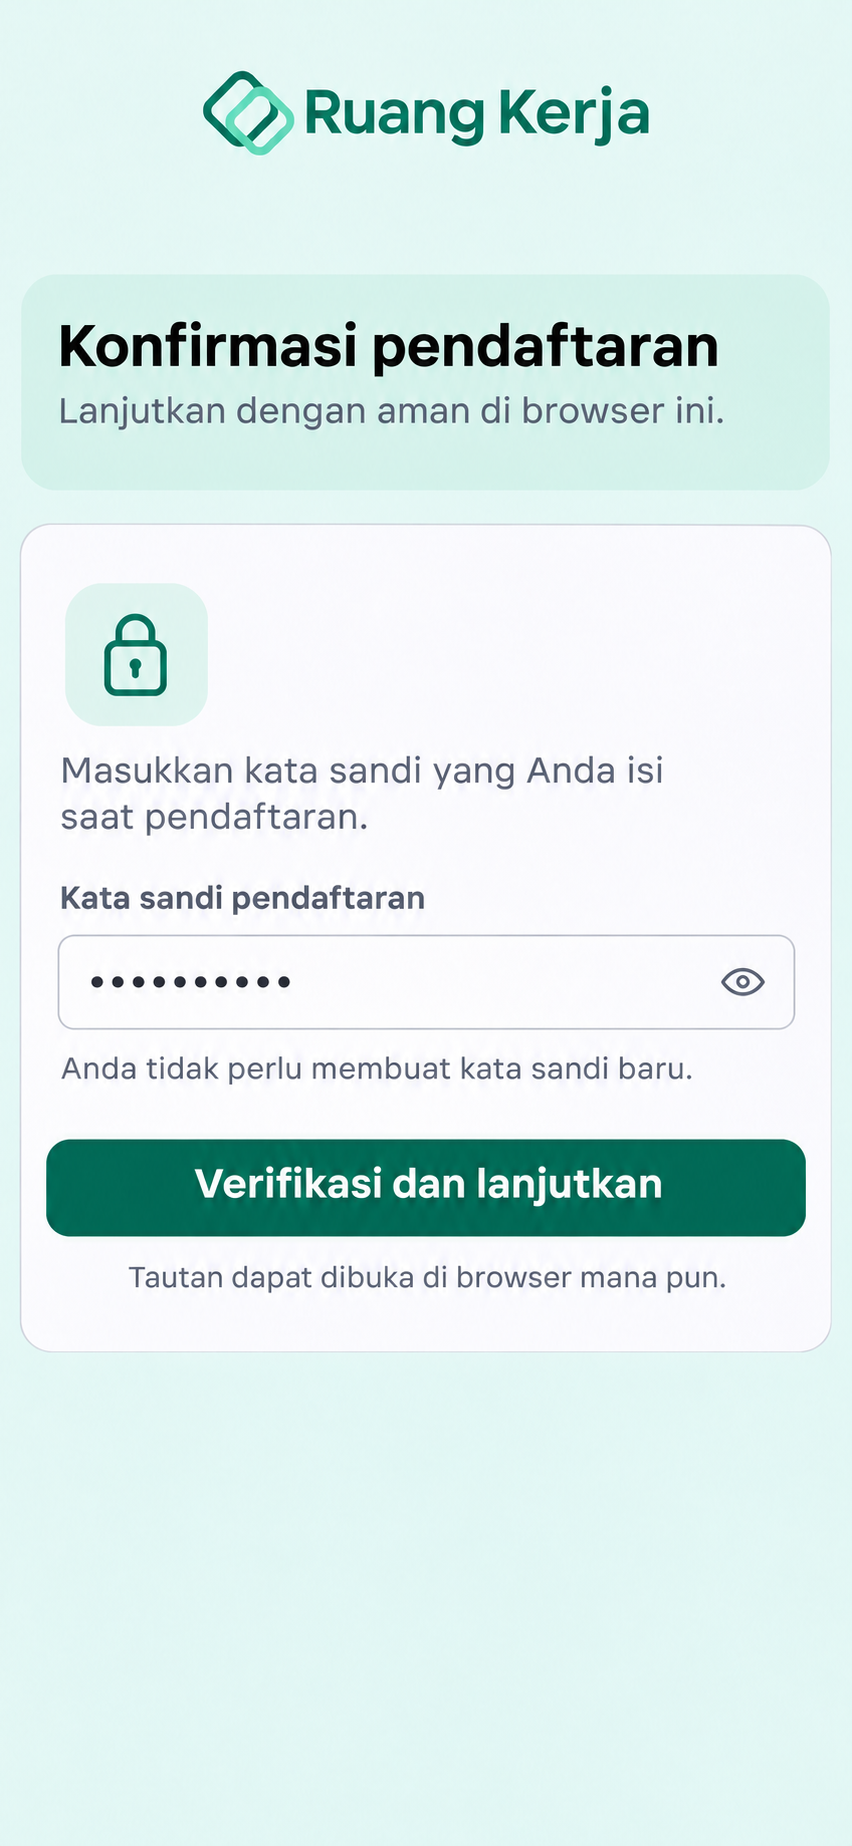 Ruang Kerja
Konfirmasi pendaftaran
Lanjutkan dengan aman di browser ini.
Masukkan kata sandi yang Anda isi
saat pendaftaran.
Kata sandi pendaftaran
••••••••••
Anda tidak perlu membuat kata sandi baru.
Verifikasi dan lanjutkan
Tautan dapat dibuka di browser mana pun.